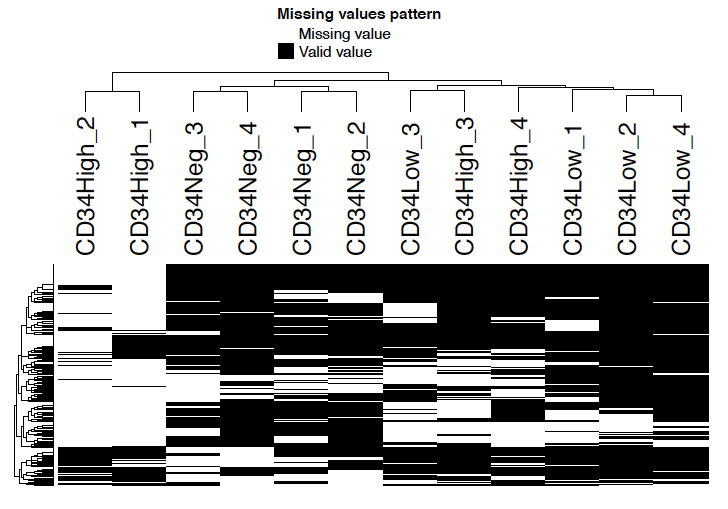 Missing values pattern
Missing value
Valid value
CD34High_2
CD34High_1
CD34Neg_3
CD34Neg_4
CD34Neg_1
CD34Neg_2
CD34Low_3
CD34High_3
CD34High_4
CD34Low_1
CD34Low_2
CD34Low_4